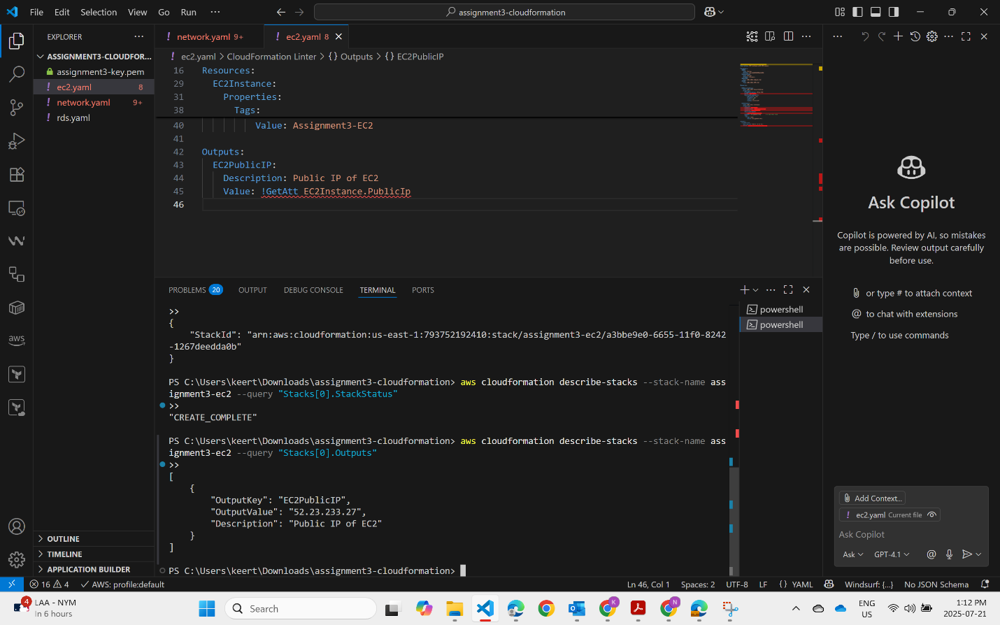 File Edit Selection View Go Run ···
assignment3-cloudformation
EXPLORER
ASSIGNMENT3-CLOUDFOR...
assignment3-key.pem
! ec2.yaml 8
! network.yaml 9+
! rds.yaml
OUTLINE
TIMELINE
APPLICATION BUILDER
! network.yaml 9+
! ec2.yaml 8
! ec2.yaml > CloudFormation Linter > {} Outputs > {} EC2PublicIP
16 Resources:
29 EC2Instance:
31 Properties:
38 Tags:
40 Value: Assignment3-EC2
41
42 Outputs:
43 EC2PublicIP:
44 Description: Public IP of EC2
45 Value: !GetAtt EC2Instance.PublicIp
46
PROBLEMS 20 OUTPUT DEBUG CONSOLE TERMINAL PORTS
>>
{
"StackId": "arn:aws:cloudformation:us-east-1:793752192410:stack/assignment3-ec2/a3bbe9e0-6655-11f0-8242
-1267deedda0b"
}
PS C:\Users\keert\Downloads\assignment3-cloudformation> aws cloudformation describe-stacks --stack-name ass
ignment3-ec2 --query "Stacks[0].StackStatus"
>>
"CREATE_COMPLETE"
PS C:\Users\keert\Downloads\assignment3-cloudformation> aws cloudformation describe-stacks --stack-name ass
ignment3-ec2 --query "Stacks[0].Outputs"
>>
[
{
"OutputKey": "EC2PublicIP",
"OutputValue": "52.23.233.27",
"Description": "Public IP of EC2"
}
]
PS C:\Users\keert\Downloads\assignment3-cloudformation>
powershell
powershell
Ask Copilot
Copilot is powered by AI, so mistakes
are possible. Review output carefully
before use.
or type # to attach context
@ to chat with extensions
Type / to use commands
Add Context...
! ec2.yaml Current file
Ask Copilot
Ask GPT-4.1
aws
16 4 AWS: profile:default
Ln 46, Col 1 Spaces: 2 UTF-8 LF {} YAML Windsurf: {...} No JSON Schema
4 LAA - NYM
In 6 hours
Search
K
N
ENG
US
1:12 PM
2025-07-21